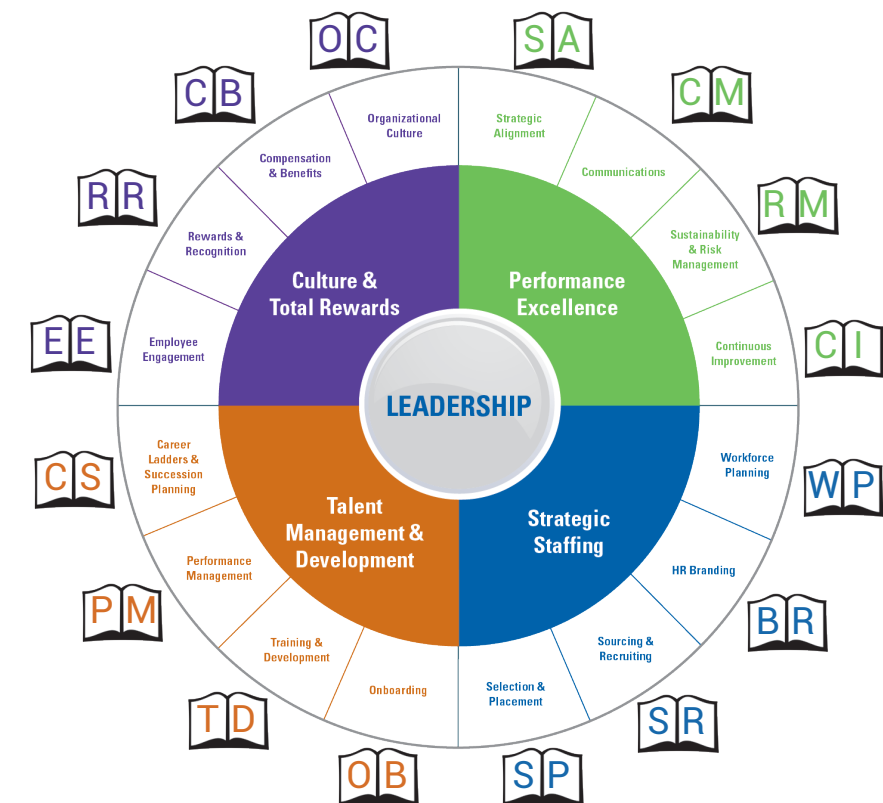 OC
SA
CB
CM
Organizational
Culture
Strategic
Alignment
Compensation
& Benefits
Communications
RR
RM
Rewards &
Recognition
Sustainability
& Risk
Management
Culture &
Total Rewards
Performance
Excellence
EE
CI
Employee
Engagement
Continuous
Improvement
LEADERSHIP
CS
WP
Career
Ladders &
Succession
Planning
Workforce
Planning
Talent
Management &
Development
Strategic
Staffing
Performance
Management
HR Branding
PM
BR
Training &
Development
Sourcing &
Recruiting
Onboarding
Selection &
Placement
TD
SR
OB
SP